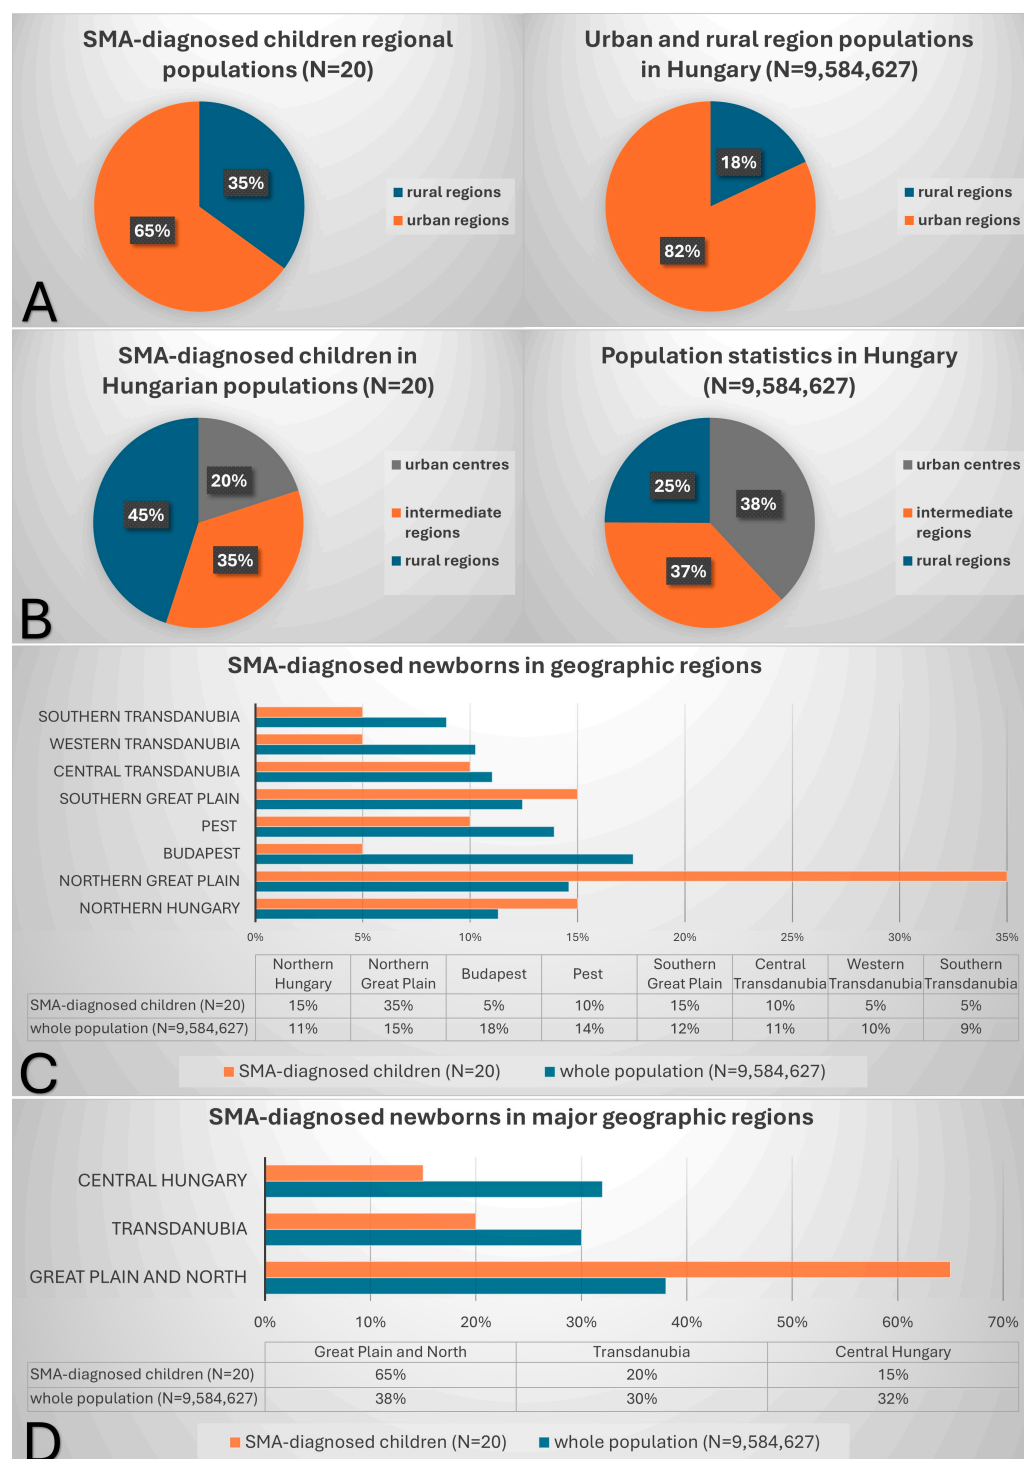 SMA-diagnosed children regional
populations (N=20)
35%
65%
rural regions
urban regions
A
Urban and rural region populations
in Hungary (N=9,584,627)
18%
82%
rural regions
urban regions
SMA-diagnosed children in
Hungarian populations (N=20)
20%
45%
35%
urban centres
intermediate
regions
rural regions
B
Population statistics in Hungary
(N=9,584,627)
25%
38%
37%
urban centres
intermediate
regions
rural regions
SMA-diagnosed newborns in geographic regions
SOUTHERN TRANSDANUBIA
WESTERN TRANSDANUBIA
CENTRAL TRANSDANUBIA
SOUTHERN GREAT PLAIN
PEST
BUDAPEST
NORTHERN GREAT PLAIN
NORTHERN HUNGARY
0% 5% 10% 15% 20% 25% 30% 35%
Northern Northern Budapest Pest Southern Central Western Southern
Hungary Great Plain Great Plain Transdanubia Transdanubia Transdanubia
SMA-diagnosed children (N=20) 15% 35% 5% 10% 15% 10% 5% 5%
whole population (N=9,584,627) 11% 15% 18% 14% 12% 11% 10% 9%
C
SMA-diagnosed children (N=20) whole population (N=9,584,627)
SMA-diagnosed newborns in major geographic regions
CENTRAL HUNGARY
TRANSDANUBIA
GREAT PLAIN AND NORTH
0% 10% 20% 30% 40% 50% 60% 70%
Great Plain and North Transdanubia Central Hungary
SMA-diagnosed children (N=20) 65% 20% 15%
whole population (N=9,584,627) 38% 30% 32%
D
SMA-diagnosed children (N=20) whole population (N=9,584,627)